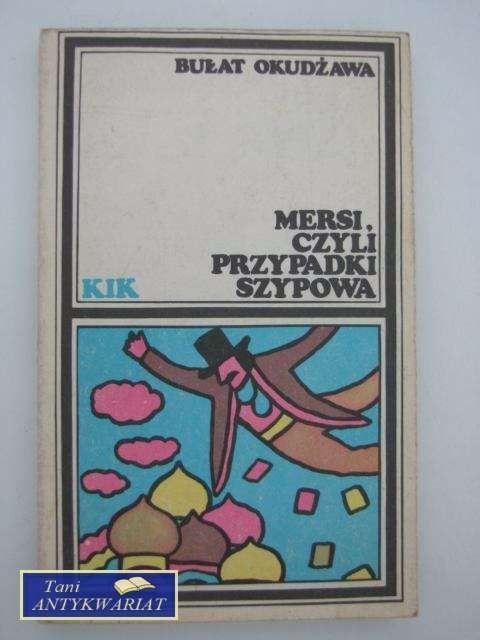 BUŁAT OKUDŻAWA
MERSI,
CZYLI
PRZYPADKI
SZYPOWA
KIK
Tani
ANTYKWARIAT